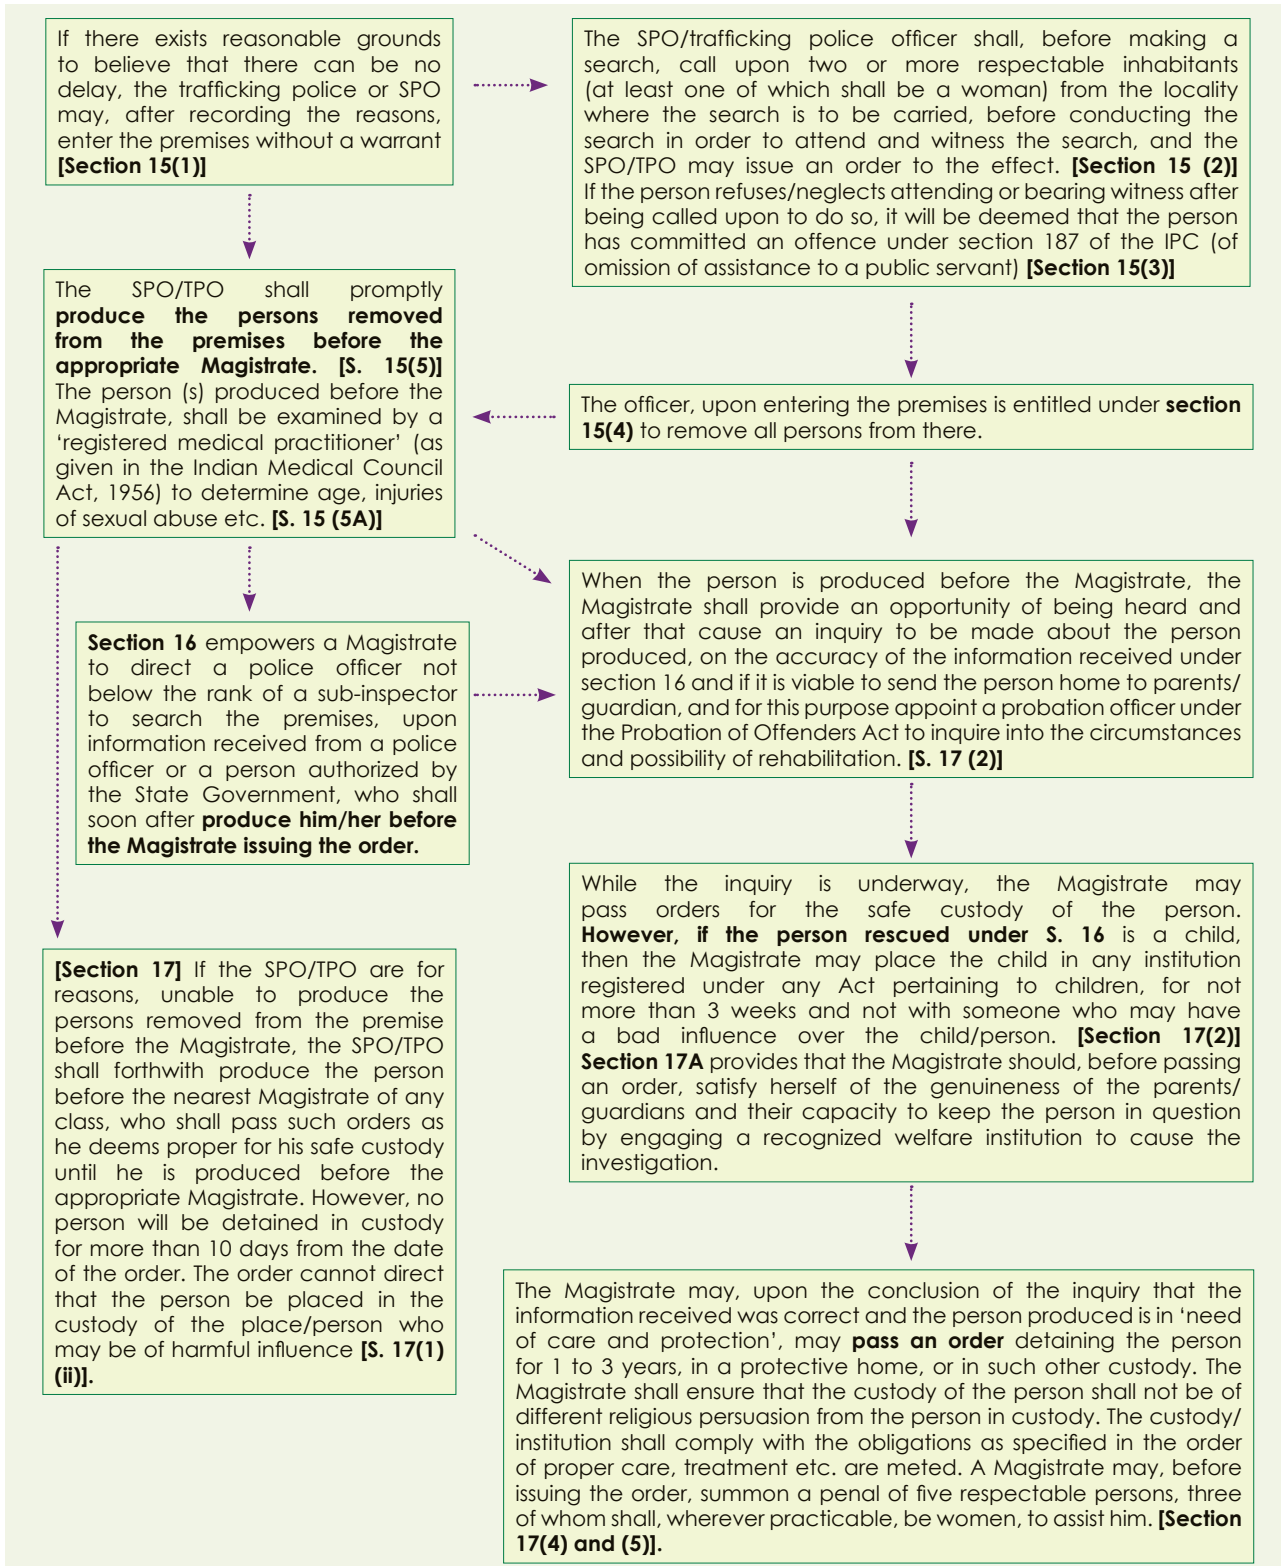 If there exists reasonable grounds
to believe that there can be no
delay, the trafficking police or SPO
may, after recording the reasons,
enter the premises without a warrant
[Section 15(1)]
The SPO/trafficking police officer shall, before making a
search, call upon two or more respectable inhabitants
(at least one of which shall be a woman) from the locality
where the search is to be carried, before conducting the
search in order to attend and witness the search, and the
SPO/TPO may issue an order to the effect. [Section 15 (2)]
If the person refuses/neglects attending or bearing witness after
being called upon to do so, it will be deemed that the person
has committed an offence under section 187 of the IPC (of
omission of assistance to a public servant) [Section 15(3)]
The SPO/TPO shall promptly
produce the persons removed
from the premises before the
appropriate Magistrate. [S. 15(5)]
The person (s) produced before the
Magistrate, shall be examined by a
‘registered medical practitioner’ (as
given in the Indian Medical Council
Act, 1956) to determine age, injuries
of sexual abuse etc. [S. 15 (5A)]
The officer, upon entering the premises is entitled under section
15(4) to remove all persons from there.
When the person is produced before the Magistrate, the
Magistrate shall provide an opportunity of being heard and
after that cause an inquiry to be made about the person
produced, on the accuracy of the information received under
section 16 and if it is viable to send the person home to parents/
guardian, and for this purpose appoint a probation officer under
the Probation of Offenders Act to inquire into the circumstances
and possibility of rehabilitation. [S. 17 (2)]
Section 16 empowers a Magistrate
to direct a police officer not
below the rank of a sub-inspector
to search the premises, upon
information received from a police
officer or a person authorized by
the State Government, who shall
soon after produce him/her before
the Magistrate issuing the order.
While the inquiry is underway, the Magistrate may
pass orders for the safe custody of the person.
However, if the person rescued under S. 16 is a child,
then the Magistrate may place the child in any institution
registered under any Act pertaining to children, for not
more than 3 weeks and not with someone who may have
a bad influence over the child/person. [Section 17(2)]
Section 17A provides that the Magistrate should, before passing
an order, satisfy herself of the genuineness of the parents/
guardians and their capacity to keep the person in question
by engaging a recognized welfare institution to cause the
investigation.
[Section 17] If the SPO/TPO are for
reasons, unable to produce the
persons removed from the premise
before the Magistrate, the SPO/TPO
shall forthwith produce the person
before the nearest Magistrate of any
class, who shall pass such orders as
he deems proper for his safe custody
until he is produced before the
appropriate Magistrate. However, no
person will be detained in custody
for more than 10 days from the date
of the order. The order cannot direct
that the person be placed in the
custody of the place/person who
may be of harmful influence [S. 17(1)
(ii)].
The Magistrate may, upon the conclusion of the inquiry that the
information received was correct and the person produced is in ‘need
of care and protection’, may pass an order detaining the person
for 1 to 3 years, in a protective home, or in such other custody. The
Magistrate shall ensure that the custody of the person shall not be of
different religious persuasion from the person in custody. The custody/
institution shall comply with the obligations as specified in the order
of proper care, treatment etc. are meted. A Magistrate may, before
issuing the order, summon a penal of five respectable persons, three
of whom shall, wherever practicable, be women, to assist him. [Section
17(4) and (5)].